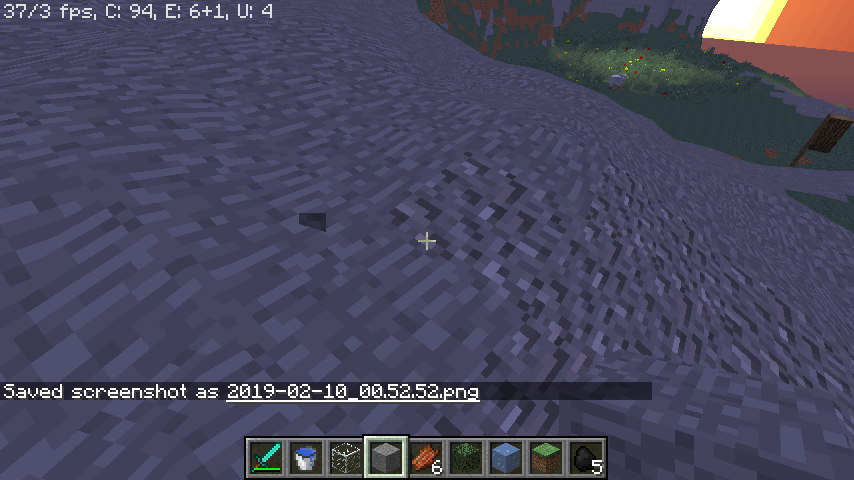 37/3 fps, C: 94, E: 6+1, U: 4
Saved screenshot as 2019-02-10_00.52.52.png
6
5